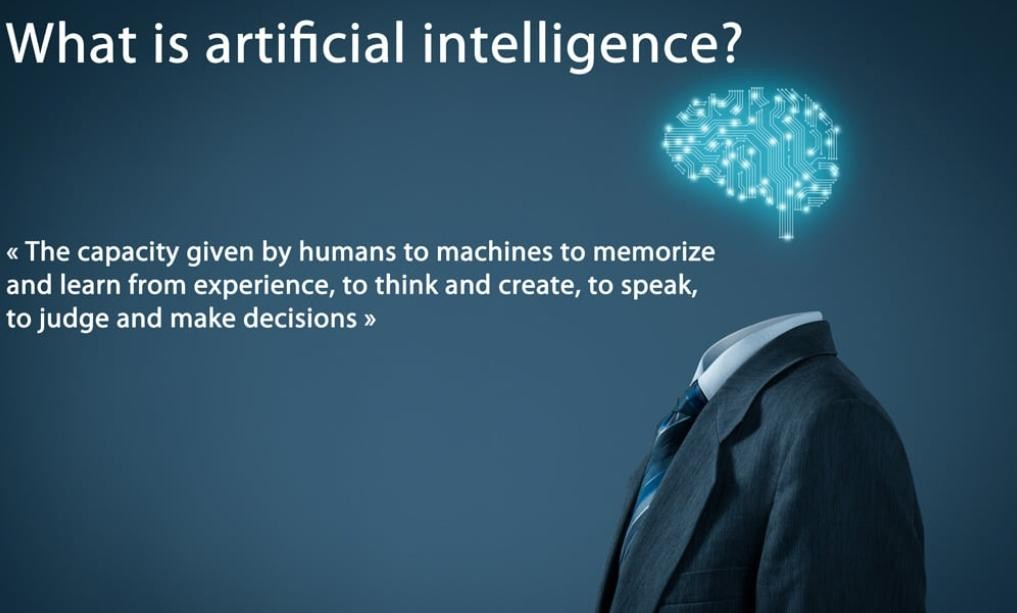 What is artificial intelligence?
« The capacity given by humans to machines to memorize
and learn from experience, to think and create, to speak,
to judge and make decisions »